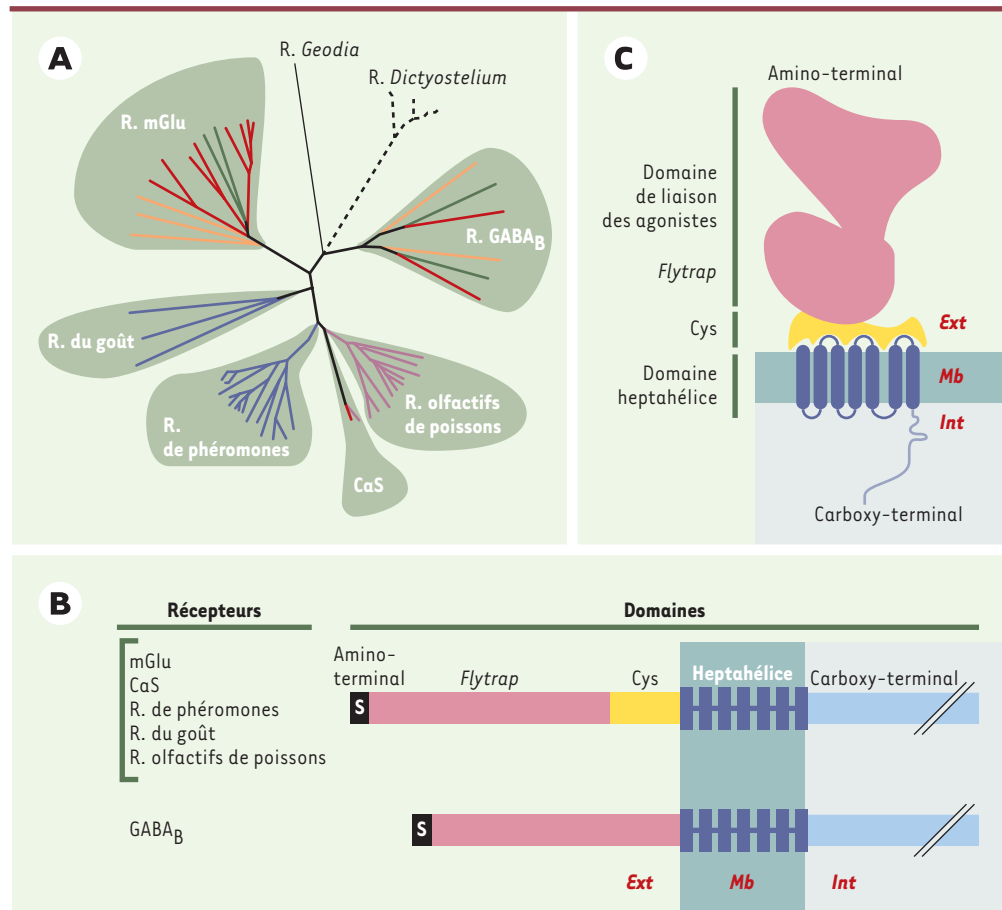 A
R. Geodia
R. Dictyostelium
R. mGlu
R. GABAB
R. du goût
R.
de phéromones
R. olfactifs
de poissons
CaS
C
Amino-terminal
Domaine
de liaison
des agonistes
Flytrap
Cys
Ext
Domaine
heptahélice
Mb
Int
Carboxy-terminal
B
Récepteurs
Domaines
mGlu
CaS
R. de phéromones
R. du goût
R. olfactifs de poissons
Amino-
terminal
Flytrap
Cys
Heptahélice
Carboxy-terminal
S
GABAB
S
Ext
Mb
Int